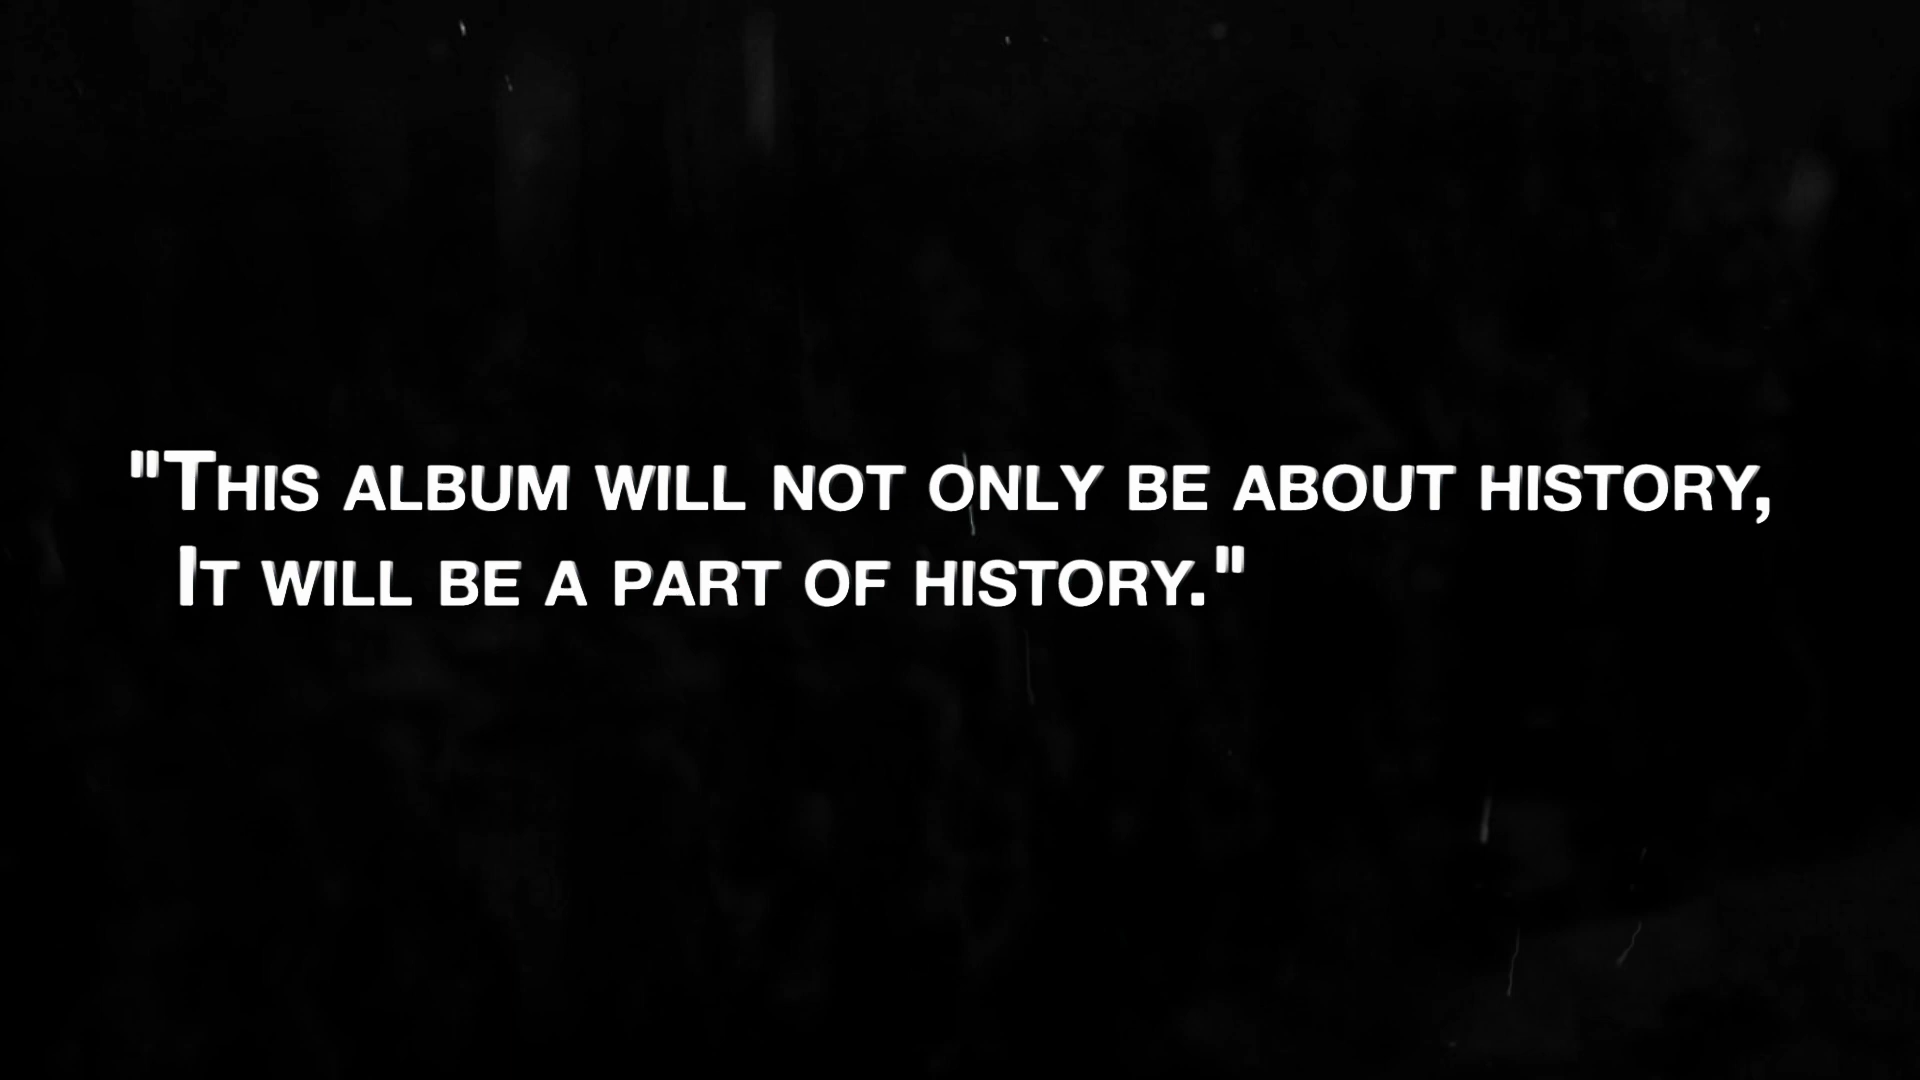 "This album will not only be about history,
It will be a part of history."